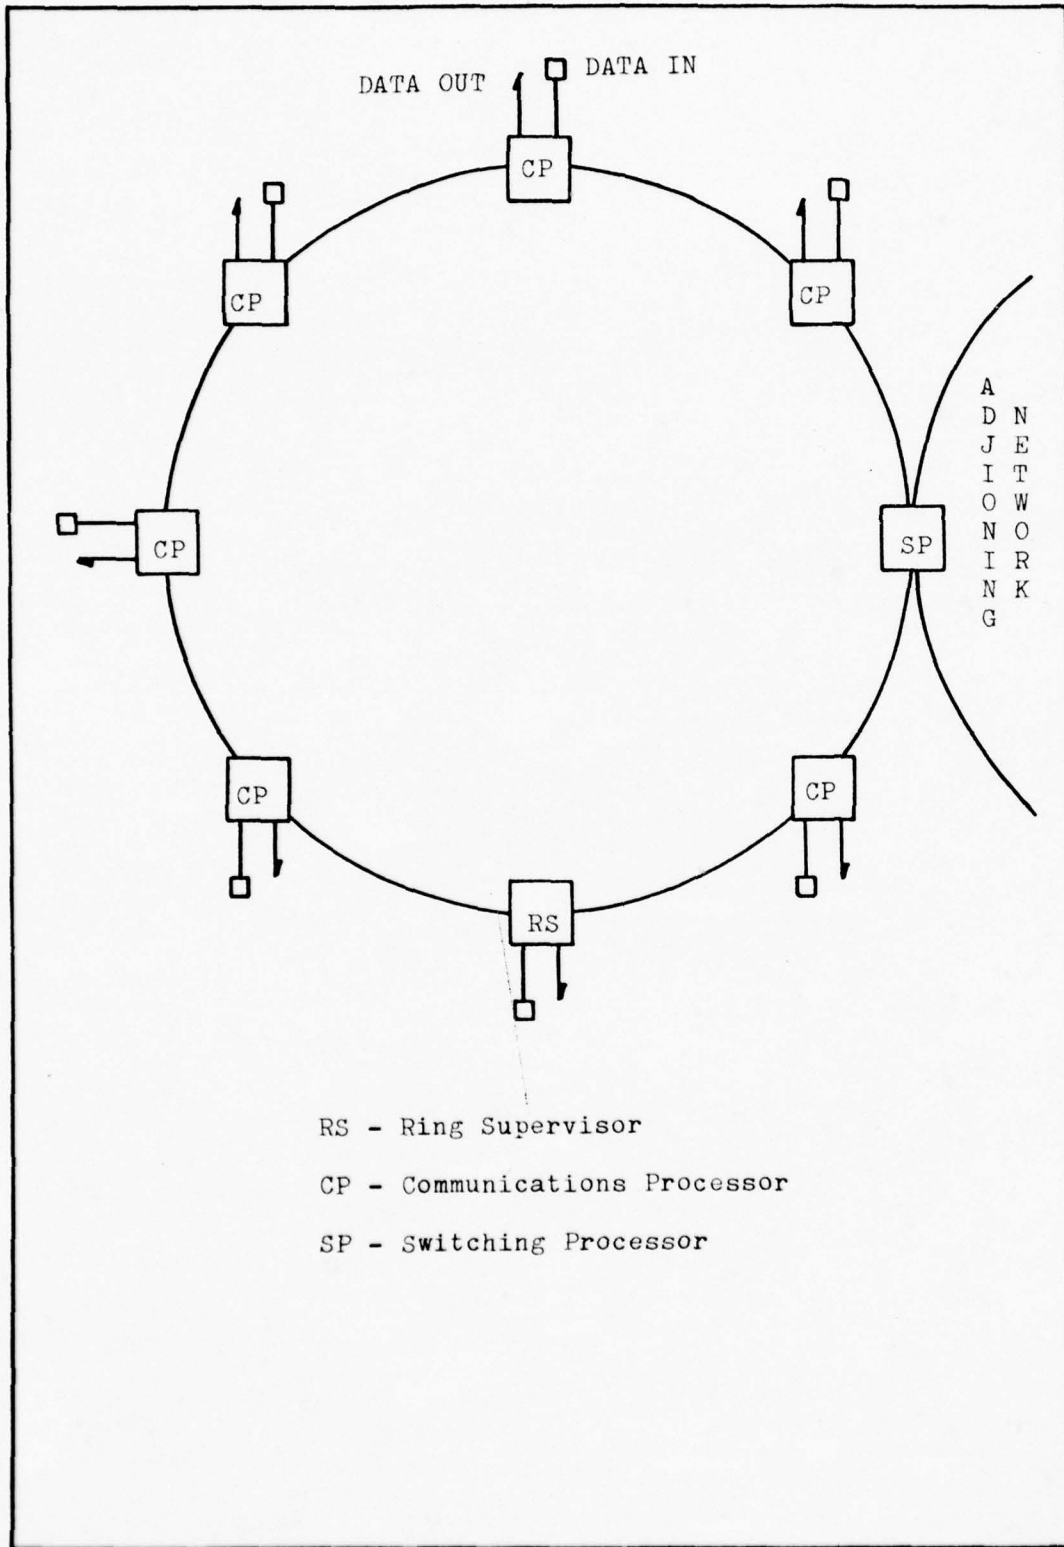 DATA OUT
DATA IN
CP
CP
CP
ADJIONING
NETWORK
CP
SP
CP
CP
RS
RS - Ring Supervisor
CP - Communications Processor
SP - Switching Processor